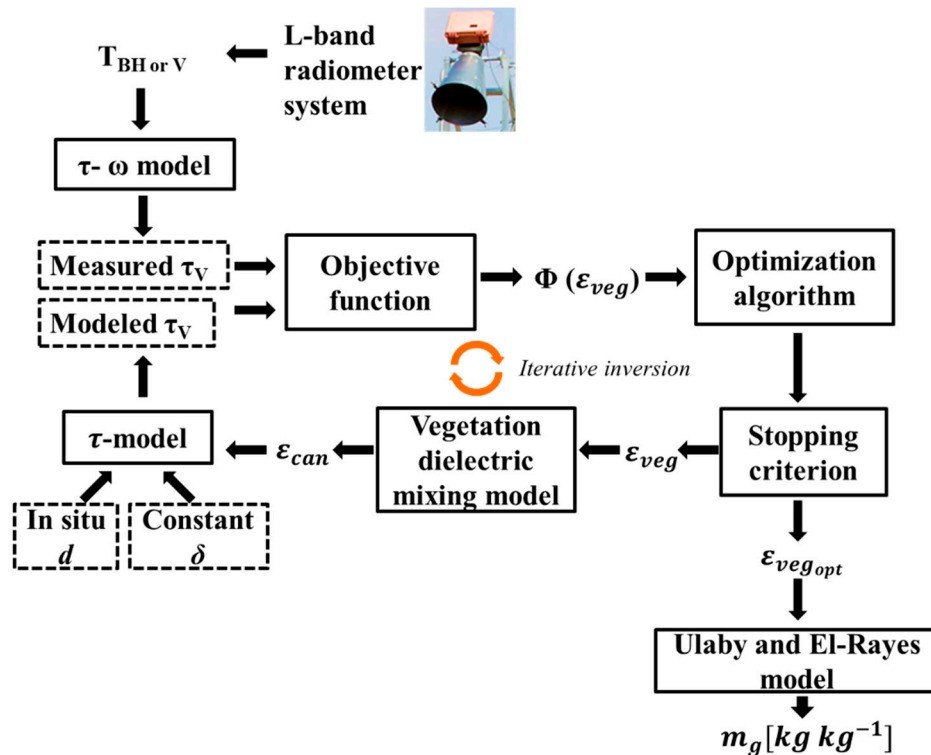 L-band
radiometer
system
T_BH or V
τ- ω model
Measured τ_V
Modeled τ_V
Objective
function
Φ (ε_veg)
Optimization
algorithm
Iterative inversion
τ-model
ε_can
Vegetation
dielectric
mixing model
ε_veg
Stopping
criterion
In situ
d
Constant
δ
ε_veg_opt
Ulaby and El-Rayes
model
m_g[kg kg⁻¹]